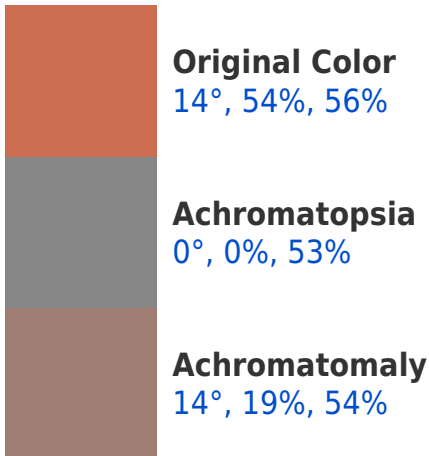 Original Color
14°, 54%, 56%
Achromatopsia
0°, 0%, 53%
Achromatomaly
14°, 19%, 54%